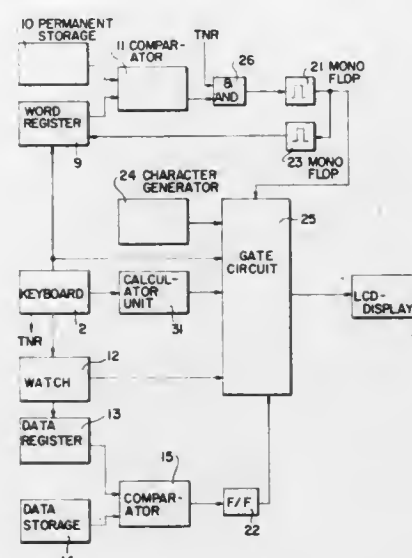 10 PERMANENT STORAGE
11 COMPAR-
ATOR
TNR
26
& AND
21 MONO
FLOP
WORD
REGISTER
9
23 MONO
FLOP
24 CHARACTER
GENERATOR
25
GATE
CIRCUIT
KEYBOARD
2
TNR
CALCUL-
ATOR
UNIT
31
LCD-
DISPLAY
12
WATCH
13
DATA
REGISTER
15
COMPAR-
ATOR
F/F
22
DATA
STORAGE